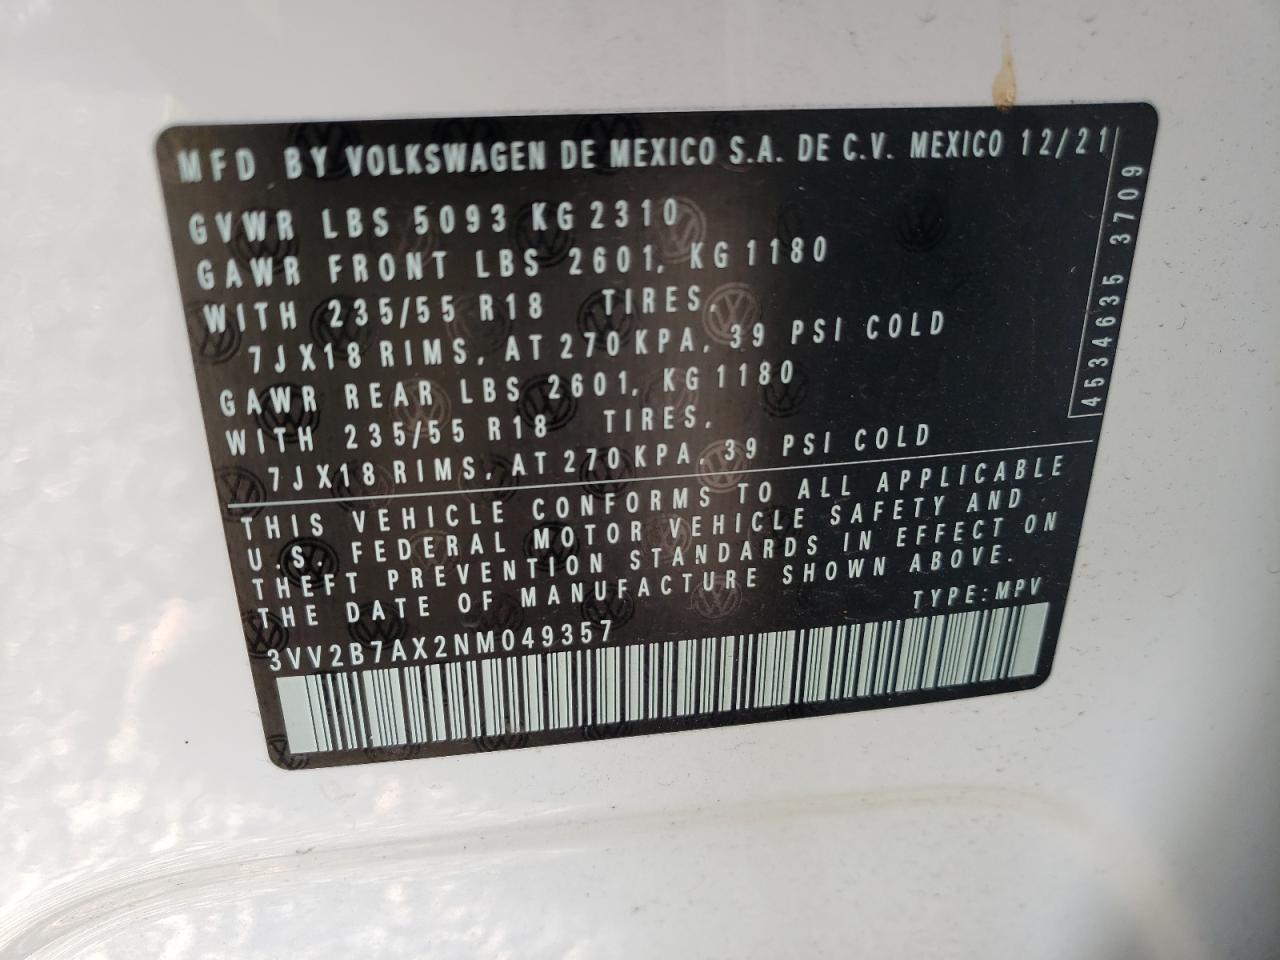 MFD BY VOLKSWAGEN DE MEXICO S.A. DE C.V. MEXICO 12/21
GVWR LBS 5093 KG 2310
GAWR FRONT LBS 2601, KG 1180
WITH 235/55 R18 TIRES,
7JX18 RIMS, AT 270 KPA, 39 PSI COLD
GAWR REAR LBS 2601, KG 1180
WITH 235/55 R18 TIRES,
7JX18 RIMS, AT 270 KPA, 39 PSI COLD
4534635 3709
THIS VEHICLE CONFORMS TO ALL APPLICABLE
U.S. FEDERAL MOTOR VEHICLE SAFETY AND
THEFT PREVENTION STANDARDS IN EFFECT ON
THE DATE OF MANUFACTURE SHOWN ABOVE.
TYPE: MPV
3VV2B7AX2NM049357